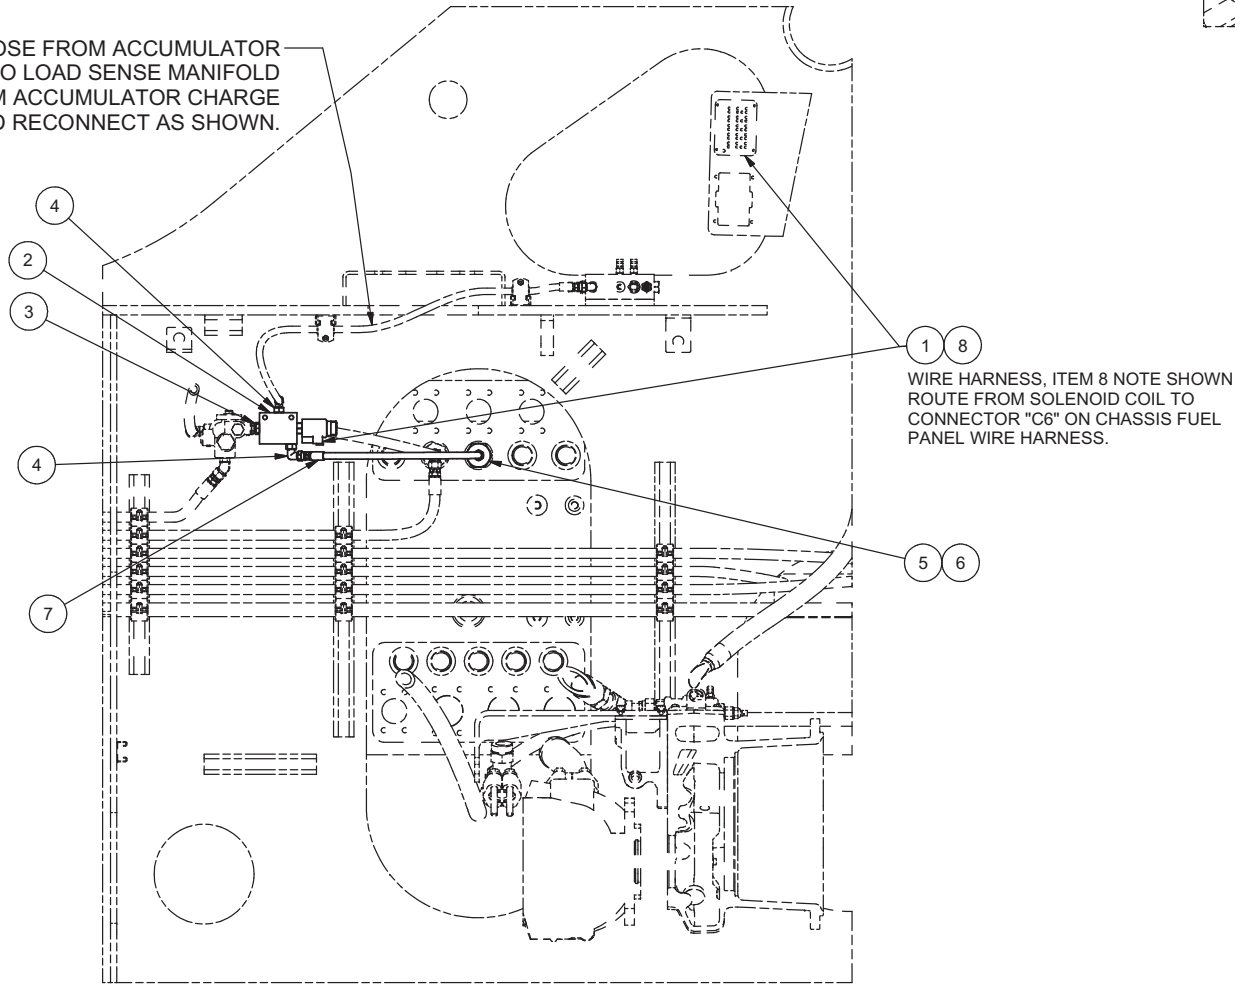 OSE FROM ACCUMULATOR
O LOAD SENSE MANIFOLD
M ACCUMULATOR CHARGE
D RECONNECT AS SHOWN.
4
2
3
1 8
WIRE HARNESS, ITEM 8 NOTE SHOWN
ROUTE FROM SOLENOID COIL TO
CONNECTOR "C6" ON CHASSIS FUEL
PANEL WIRE HARNESS.
4
5 6
7